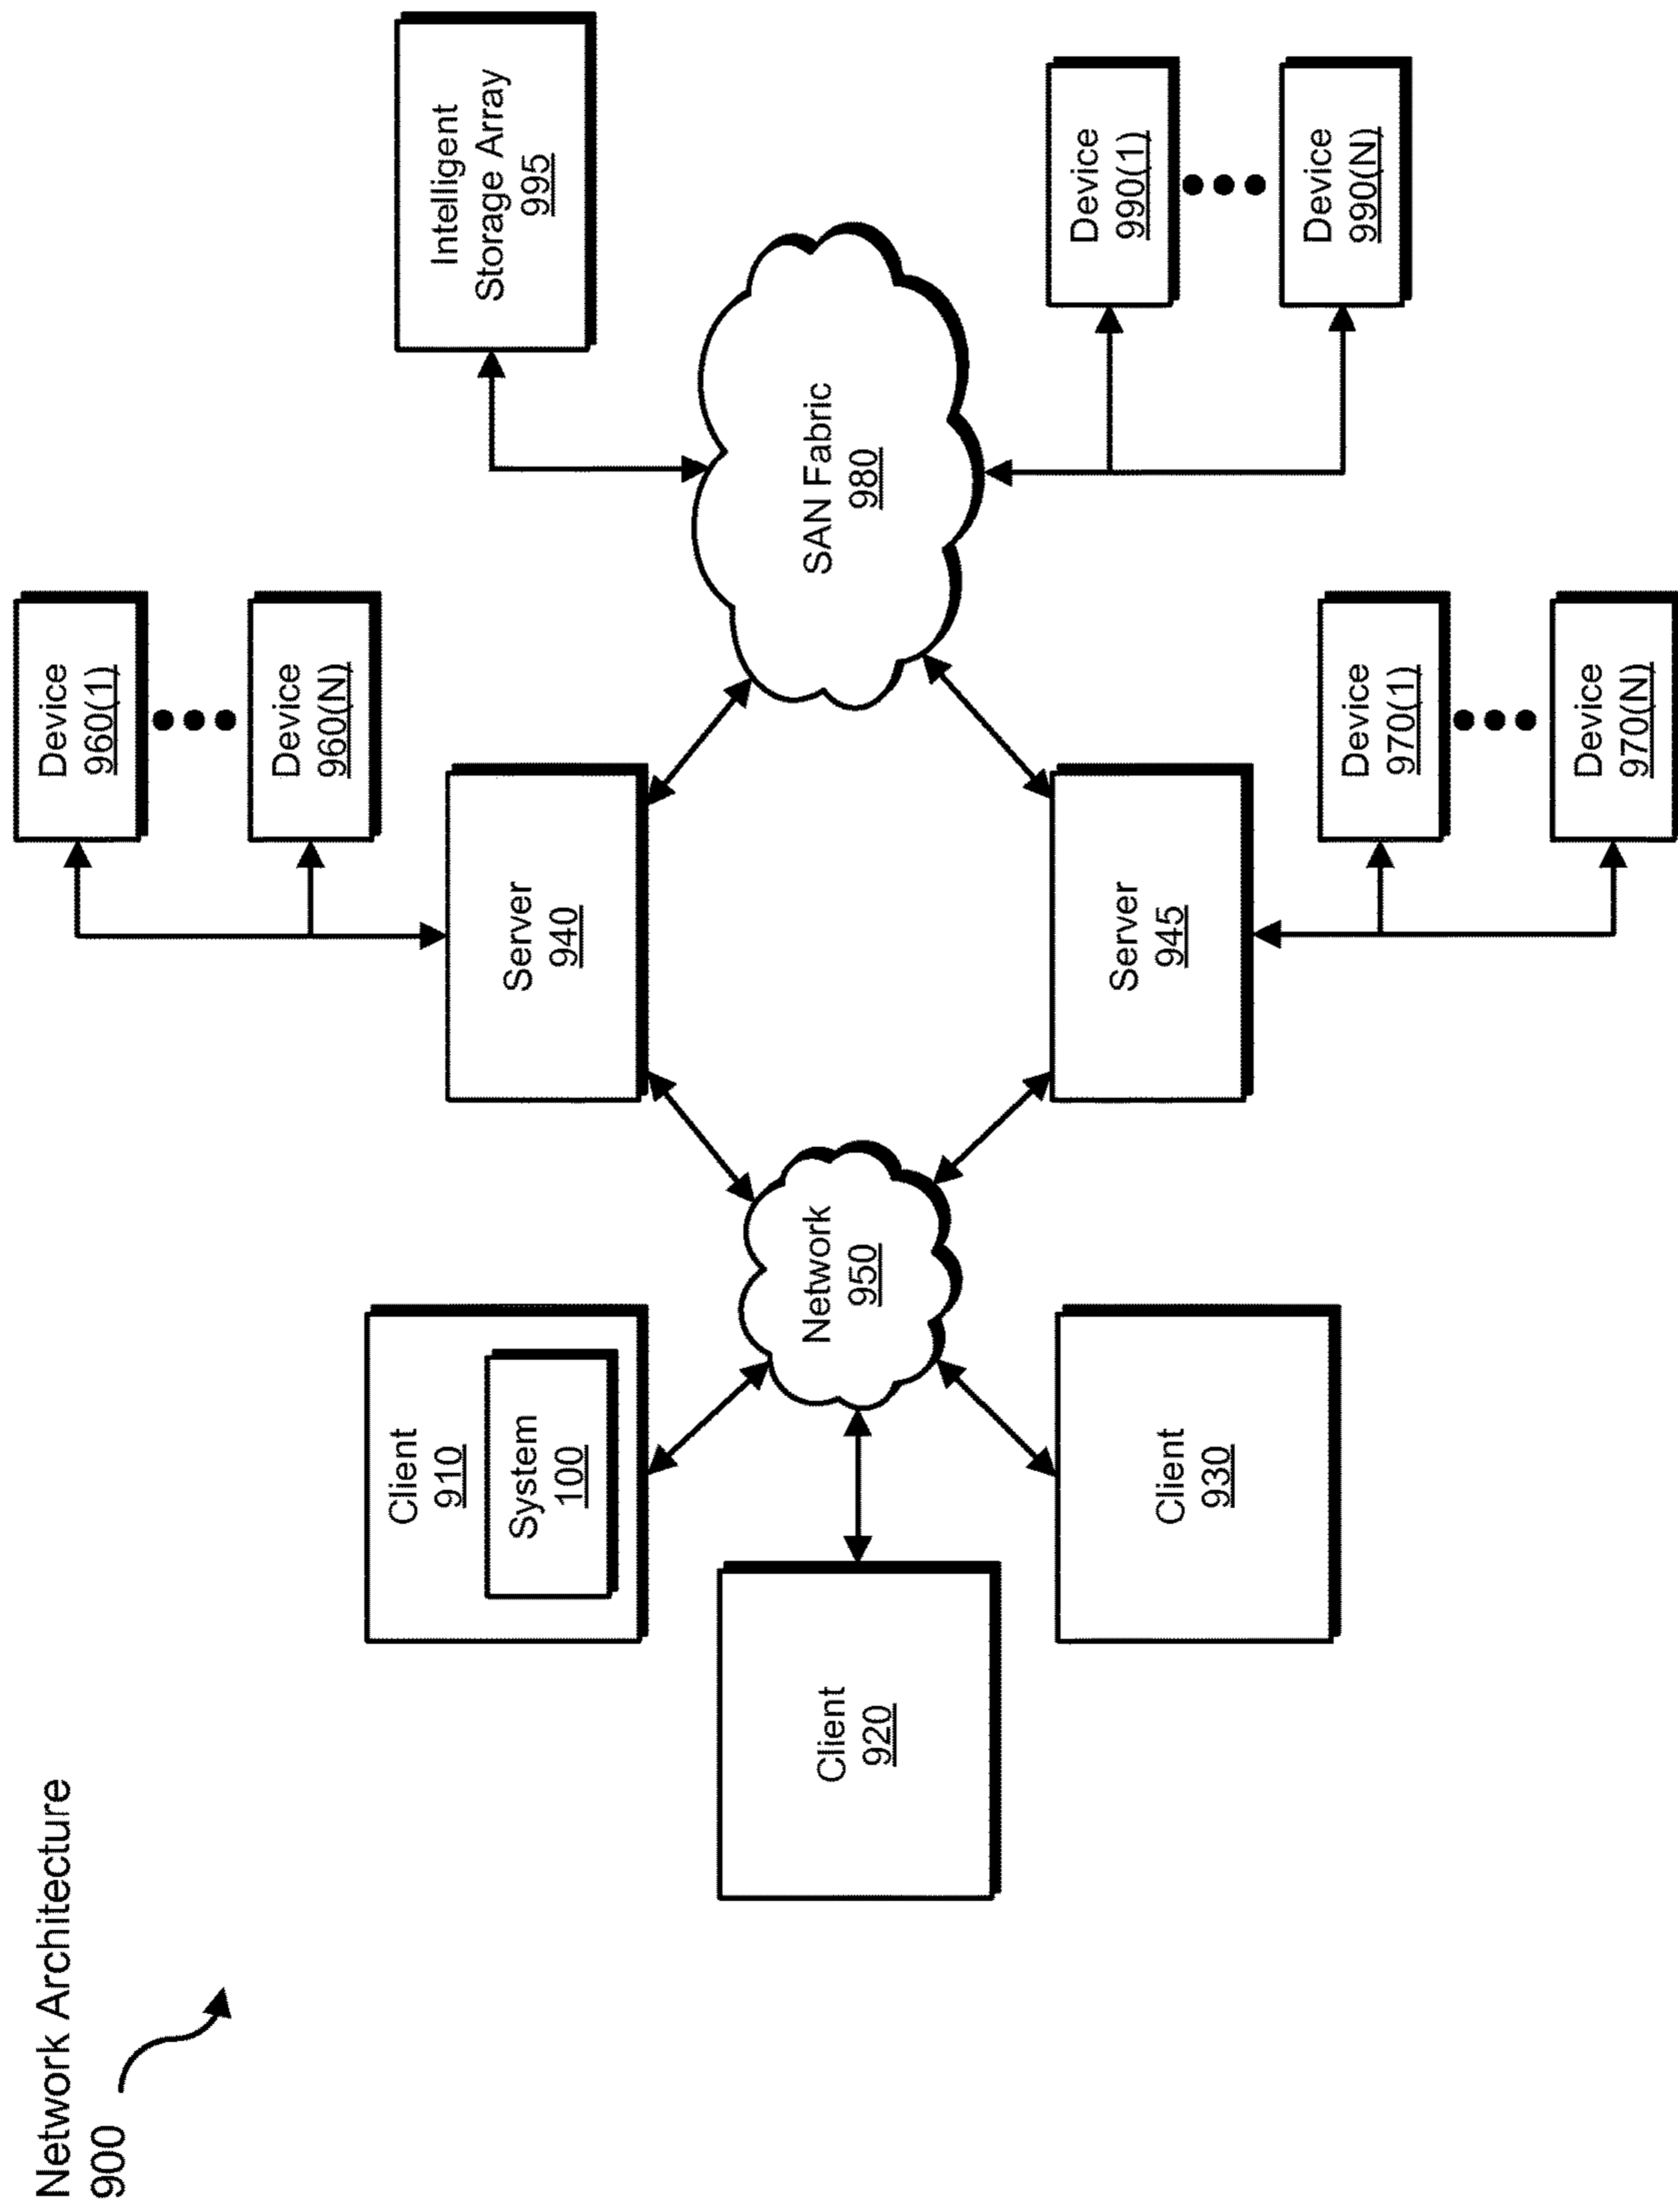 Network Architecture
900
Client
910
System
100
Client
920
Client
930
Network
950
Server
940
Server
945
Device
960(1)
Device
960(N)
Device
970(1)
Device
970(N)
SAN Fabric
980
Intelligent
Storage Array
995
Device
990(1)
Device
990(N)